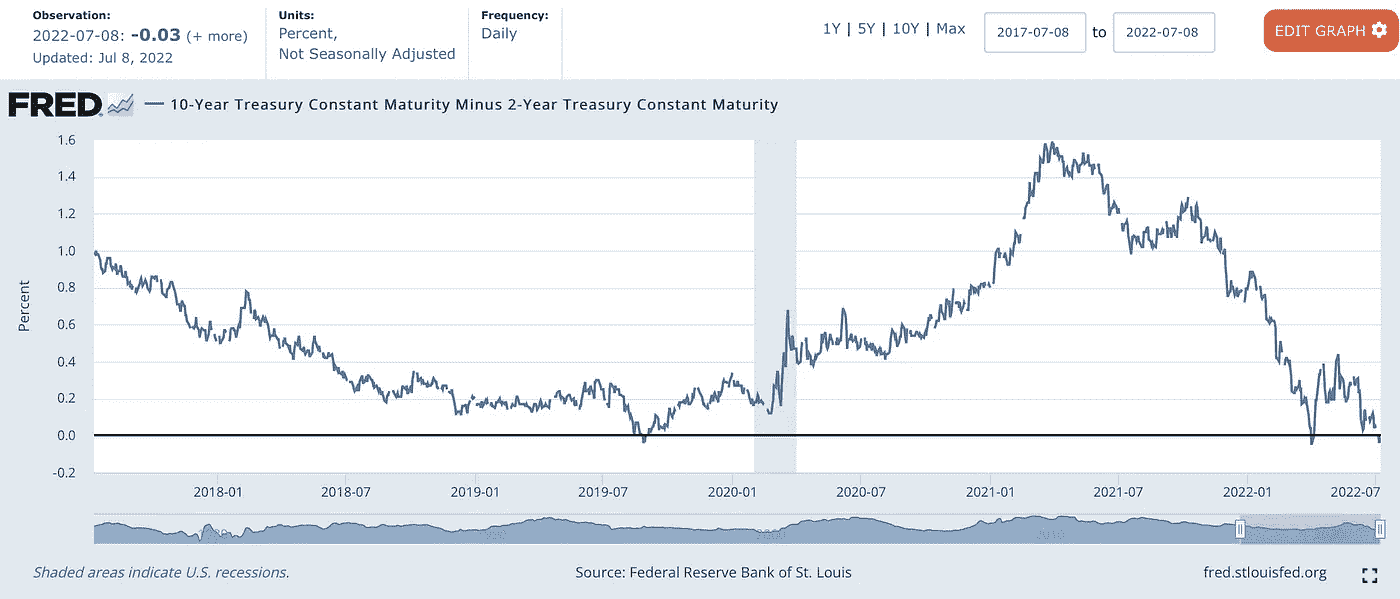 Observation:
2022-07-08: -0.03 (+ more)
Updated: Jul 8, 2022
Units:
Percent,
Not Seasonally Adjusted
Frequency:
Daily
1Y | 5Y | 10Y | Max
2017-07-08 to 2022-07-08
EDIT GRAPH
FRED
10-Year Treasury Constant Maturity Minus 2-Year Treasury Constant Maturity
Percent
1.6
1.4
1.2
1.0
0.8
0.6
0.4
0.2
0.0
-0.2
2018-01 2018-07 2019-01 2019-07 2020-01 2020-07 2021-01 2021-07 2022-01 2022-07
Shaded areas indicate U.S. recessions. Source: Federal Reserve Bank of St. Louis fred.stlouisfed.org